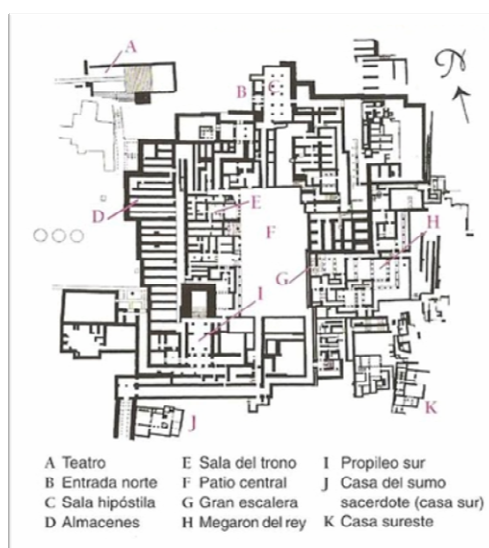 A
N
B
C
D
E
F
H
G
I
J
K
A Teatro
B Entrada norte
C Sala hipóstila
D Almacenes
E Sala del trono
F Patio central
G Gran escalera
H Megaron del rey
I Propileo sur
J Casa del sumo
sacerdote (casa sur)
K Casa sureste